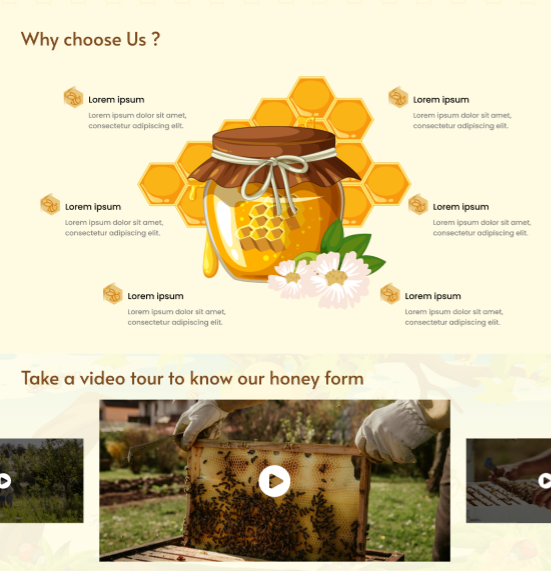 Why choose Us ?
Lorem ipsum
Lorem ipsum dolor sit amet,
consectetur adipiscing elit.
Lorem ipsum
Lorem ipsum dolor sit amet,
consectetur adipiscing elit.
Lorem ipsum
Lorem ipsum dolor sit amet,
consectetur adipiscing elit.
Lorem ipsum
Lorem ipsum dolor sit amet,
consectetur adipiscing elit.
Lorem ipsum
Lorem ipsum dolor sit amet,
consectetur adipiscing elit.
Lorem ipsum
Lorem ipsum dolor sit amet,
consectetur adipiscing elit.
Take a video tour to know our honey form